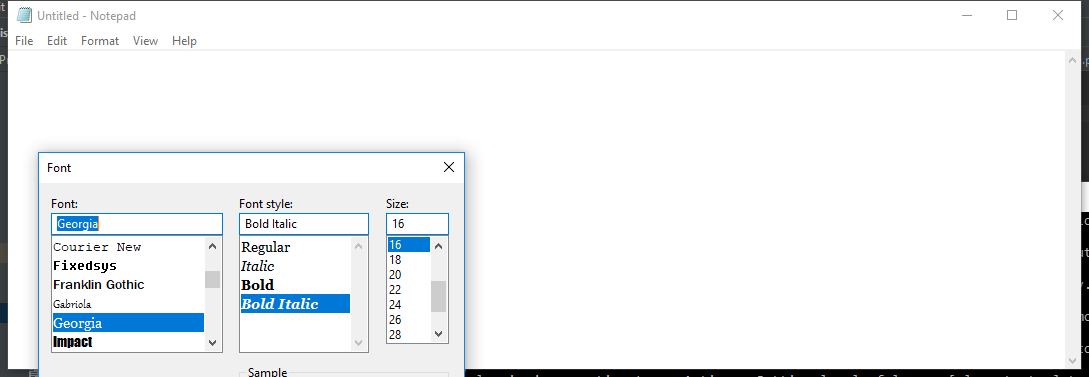 Untitled - Notepad
File Edit Format View Help
Font
Font: Font style: Size:
Georgia Bold Italic 16
Courier New
Fixedsys
Franklin Gothic
Gabriola
Georgia
Impact
Regular
Italic
Bold
Bold Italic
16
18
20
22
24
26
28
Sample